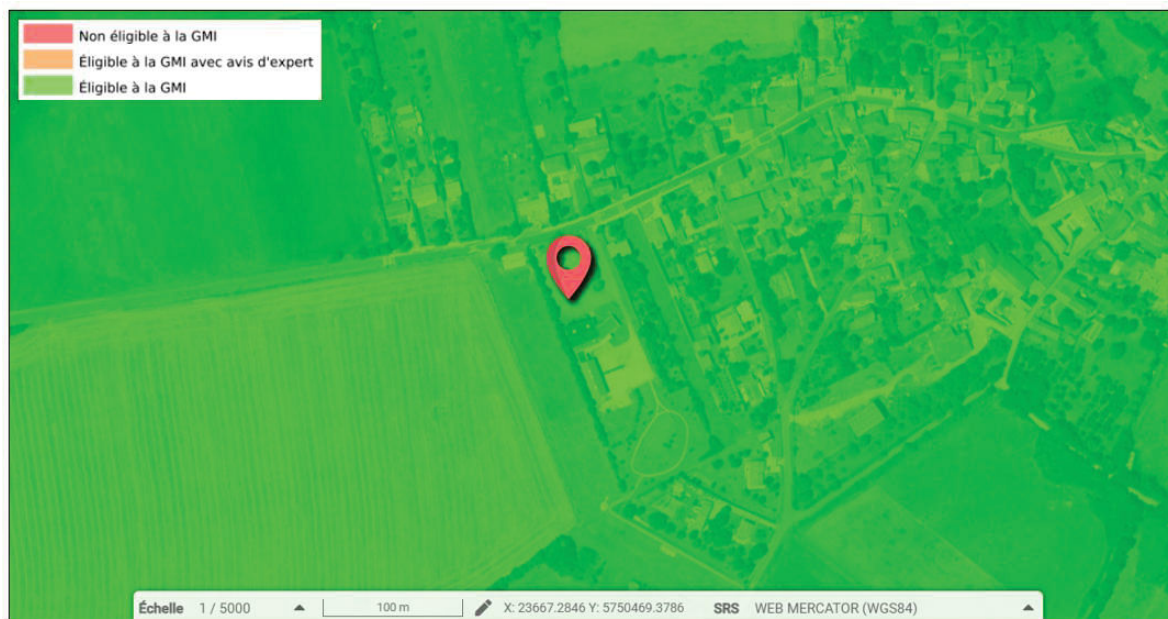 Non éligible à la GMI
Éligible à la GMI avec avis d'expert
Éligible à la GMI
Échelle 1 / 5000 100 m X: 23667.2846 Y: 5750469.3786 SRS WEB MERCATOR (WGS84)